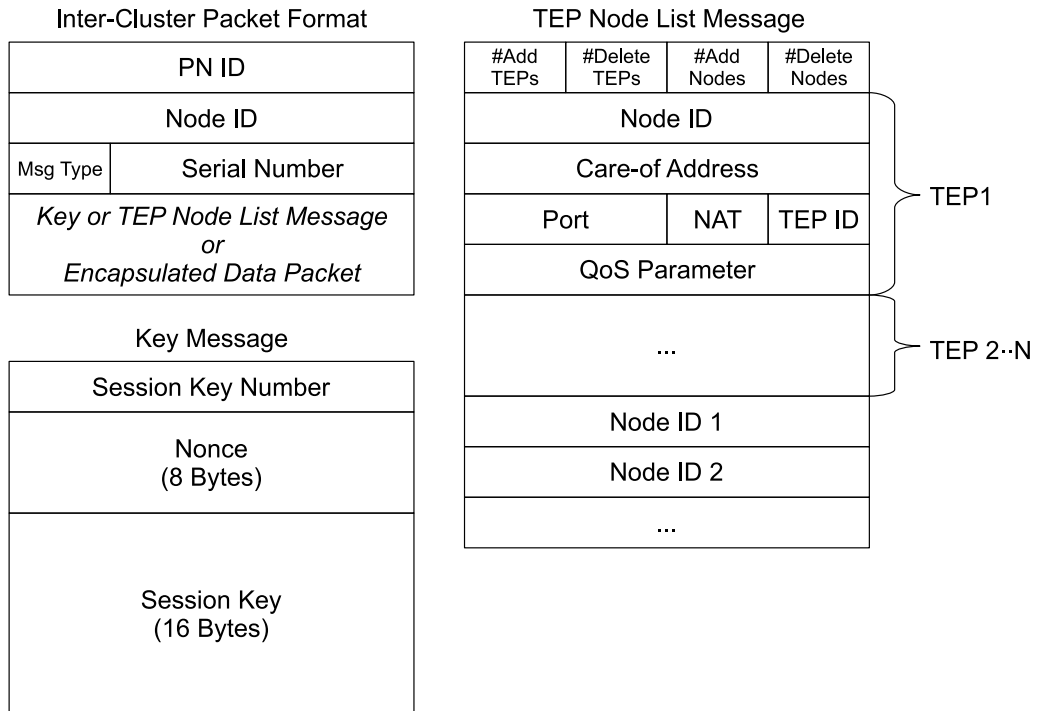 Inter-Cluster Packet Format
PN ID
Node ID
Msg Type
Serial Number
Key or TEP Node List Message
or
Encapsulated Data Packet
Key Message
Session Key Number
Nonce
(8 Bytes)
Session Key
(16 Bytes)
TEP Node List Message
#Add
TEPs
#Delete
TEPs
#Add
Nodes
#Delete
Nodes
Node ID
Care-of Address
Port
NAT
TEP ID
QoS Parameter
TEP1
...
TEP 2··N
Node ID 1
Node ID 2
...